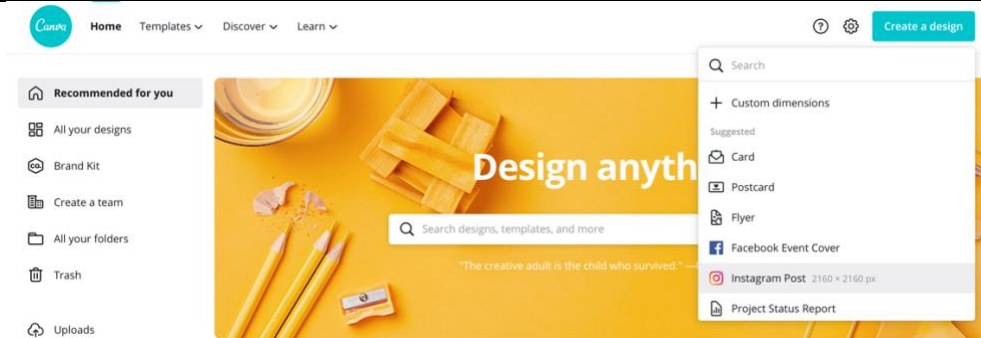 Canva
Home Templates Discover Learn
Create a design
Recommended for you
All your designs
Brand Kit
Create a team
All your folders
Trash
Uploads
Design anyth
Search designs, templates, and more
"The creative adult is the child who survived." —
Search
Custom dimensions
Suggested
Card
Postcard
Flyer
Facebook Event Cover
Instagram Post 2160 × 2160 px
Project Status Report